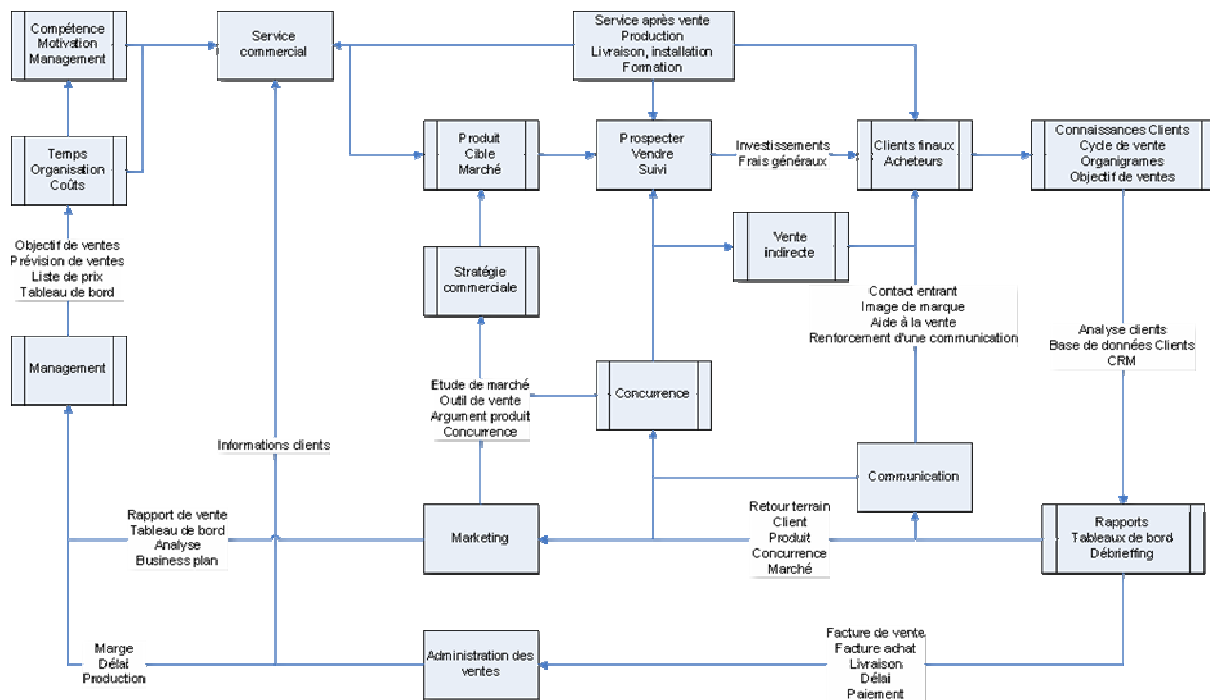 Compétence
Motivation
Management
Service
commercial
Service après vente
Production
Livraison, installation
Formation
Temps
Organisation
Coûts
Produit
Cible
Marché
Prospecter
Vendre
Suivi
Investissements
Frais généraux
Clients finaux
Acheteurs
Connaissances Clients
Cycle de vente
Organigrames
Objectif de ventes
Objectif de ventes
Prévision de ventes
Liste de prix
Tableau de bord
Stratégie
commerciale
Vente
indirecte
Contact entrant
Image de marque
Aide à la vente
Renforcement d'une communication
Analyse clients
Base de données Clients
CRM
Management
Etude de marché
Outil de vente
Argument produit
Concurrence
Concurrence
Informations clients
Communication
Rapport de vente
Tableau de bord
Analyse
Business plan
Marketing
Retour terrain
Client
Produit
Concurrence
Marché
Rapports
Tableaux de bord
Débrieffing
Marge
Délai
Production
Administration des
ventes
Facture de vente
Facture achat
Livraison
Délai
Paiement